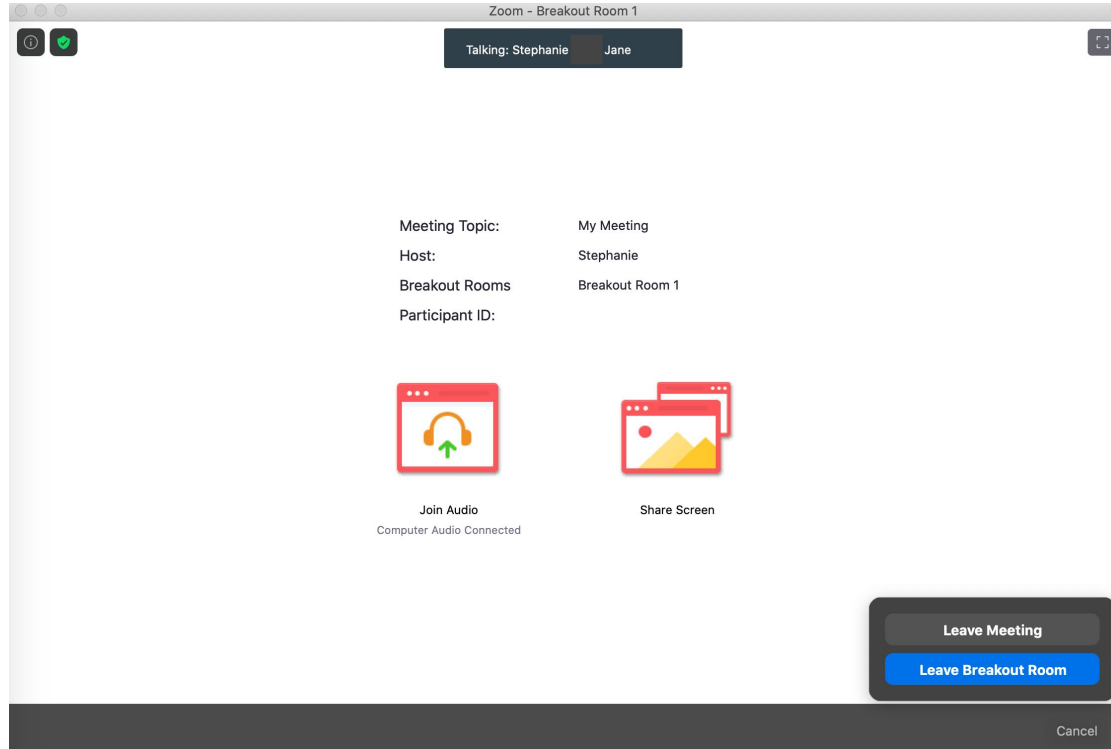 Zoom - Breakout Room 1
Talking: Stephanie Jane
Meeting Topic: My Meeting
Host: Stephanie
Breakout Rooms Breakout Room 1
Participant ID:
Join Audio Share Screen
Computer Audio Connected
Leave Meeting
Leave Breakout Room
Cancel